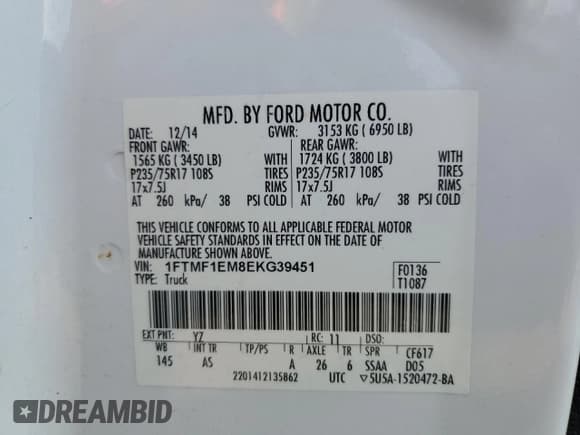 MFD. BY FORD MOTOR CO.
DATE: 12/14 GVWR: 3153 KG ( 6950 LB)
FRONT GAWR: REAR GAWR:
1565 KG ( 3450 LB) WITH 1724 KG ( 3800 LB) WITH
P235/75R17 108S TIRES P235/75R17 108S TIRES
17x7.5J RIMS 17x7.5J RIMS
AT 260 kPa/ 38 PSI COLD AT 260 kPa/ 38 PSI COLD
THIS VEHICLE CONFORMS TO ALL APPLICABLE FEDERAL MOTOR
VEHICLE SAFETY STANDARDS IN EFFECT ON THE DATE OF
MANUFACTURE SHOWN ABOVE.
VIN: 1FTMF1EM8EKG39451 F0136
TYPE: Truck T1087
EXT PNT: YZ RC: 11 DSO:
WB INT TR TP/PS R AXLE TR SPR CF617
145 AS A 26 6 SSAA D05
2201412135862 UTC ▽5U5A-1520472-BA
DREAMBID